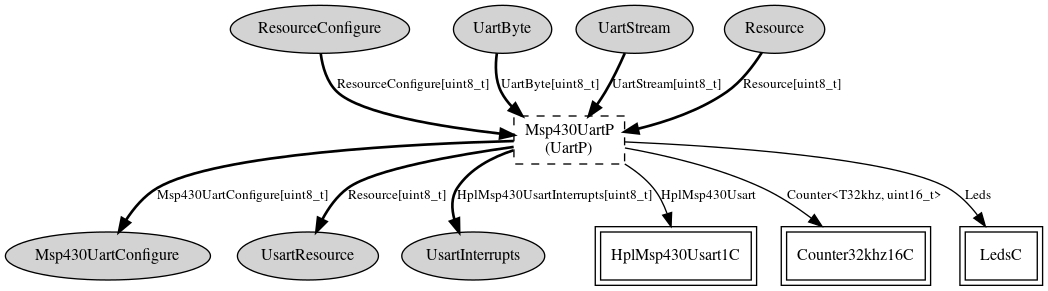 ResourceConfigure
UartByte
UartStream
Resource
ResourceConfigure[uint8_t]
UartByte[uint8_t]
UartStream[uint8_t]
Resource[uint8_t]
Msp430UartP
(UartP)
Msp430UartConfigure[uint8_t]
Resource[uint8_t]
HplMsp430UsartInterrupts[uint8_t]
HplMsp430Usart
Counter<T32khz, uint16_t>
Leds
Msp430UartConfigure
UsartResource
UsartInterrupts
HplMsp430Usart1C
Counter32khz16C
LedsC